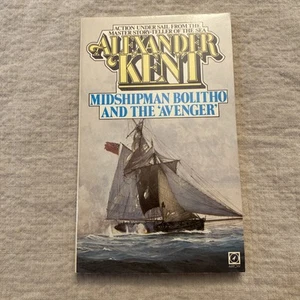 ACTION UNDER SAIL FROM THE
MASTER STORY-TELLER OF THE SEA
ALEXANDER
KENT
MIDSHIPMAN BOLITHO
AND THE 'AVENGER'